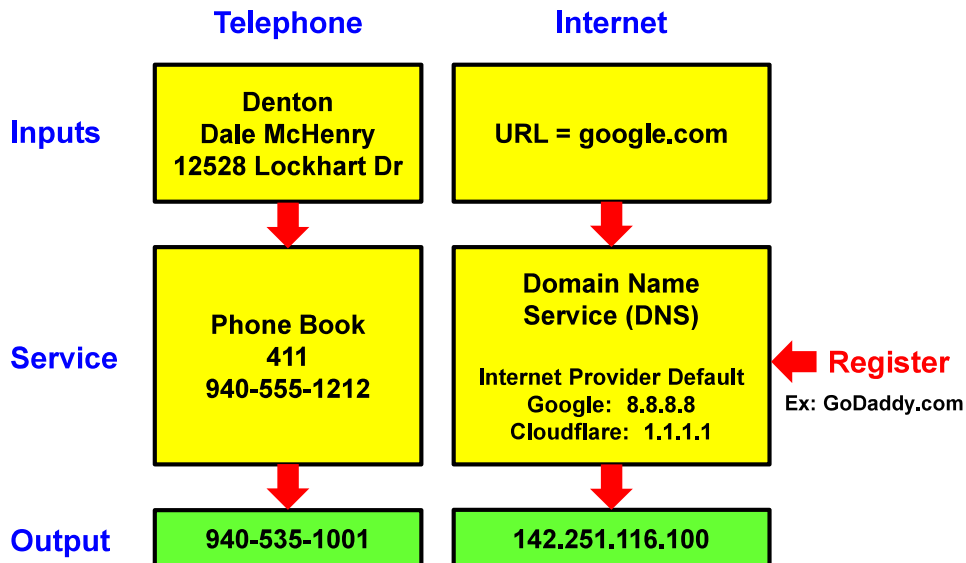 Telephone
Internet
Inputs
Denton
Dale McHenry
12528 Lockhart Dr
URL = google.com
Service
Phone Book
411
940-555-1212
Domain Name
Service (DNS)
Internet Provider Default
Google: 8.8.8.8
Cloudflare: 1.1.1.1
Register
Ex: GoDaddy.com
Output
940-535-1001
142.251.116.100